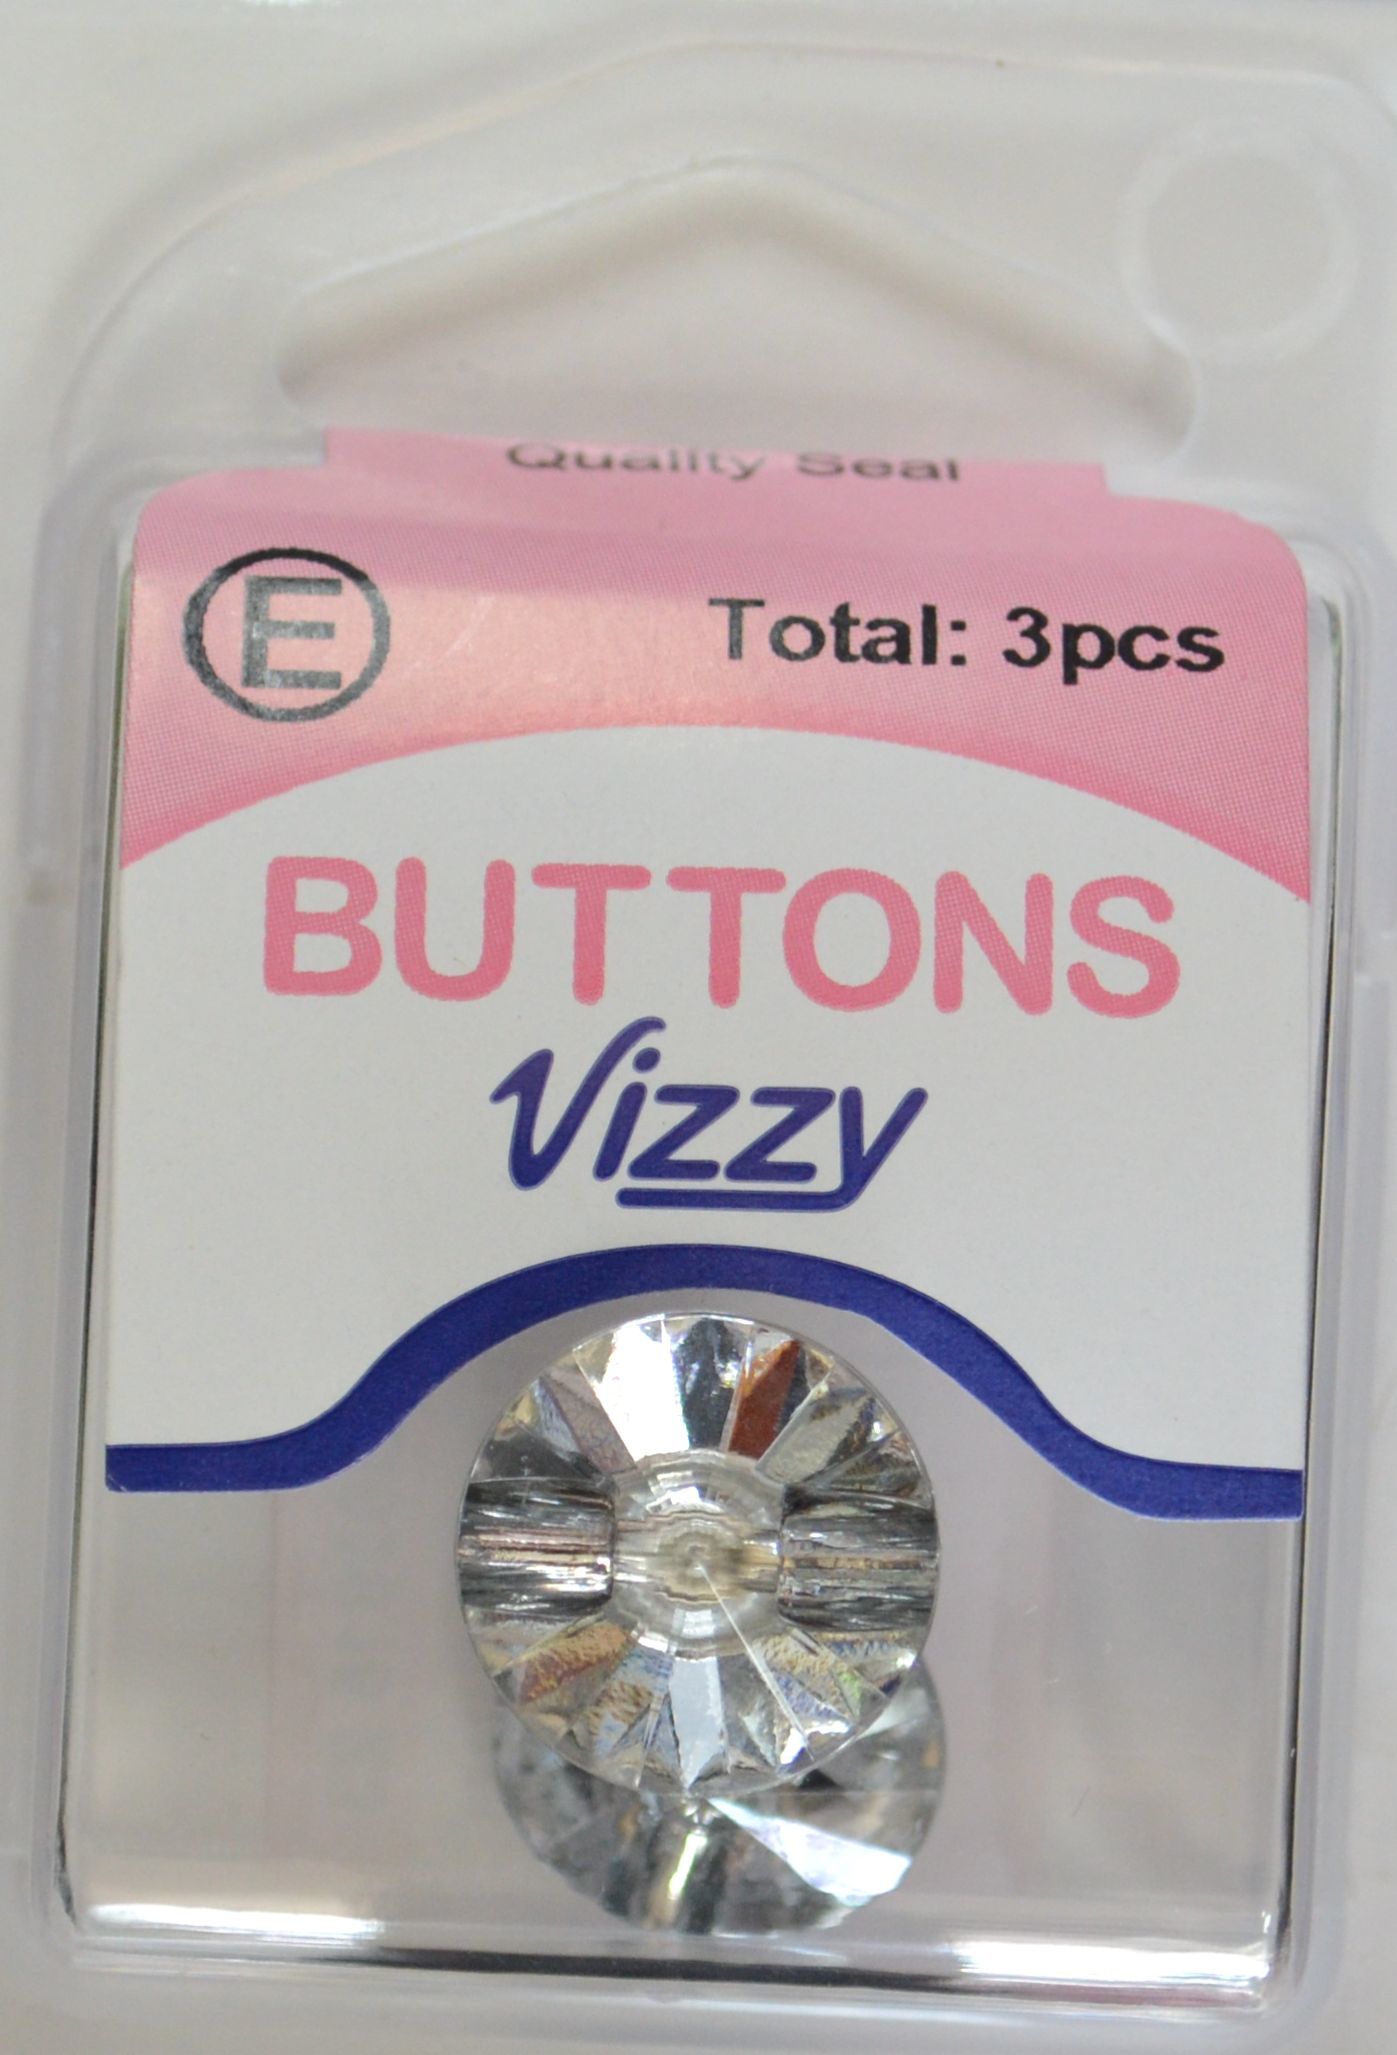 Quality Seal
E
Total: 3pcs
BUTTONS
Vizzy